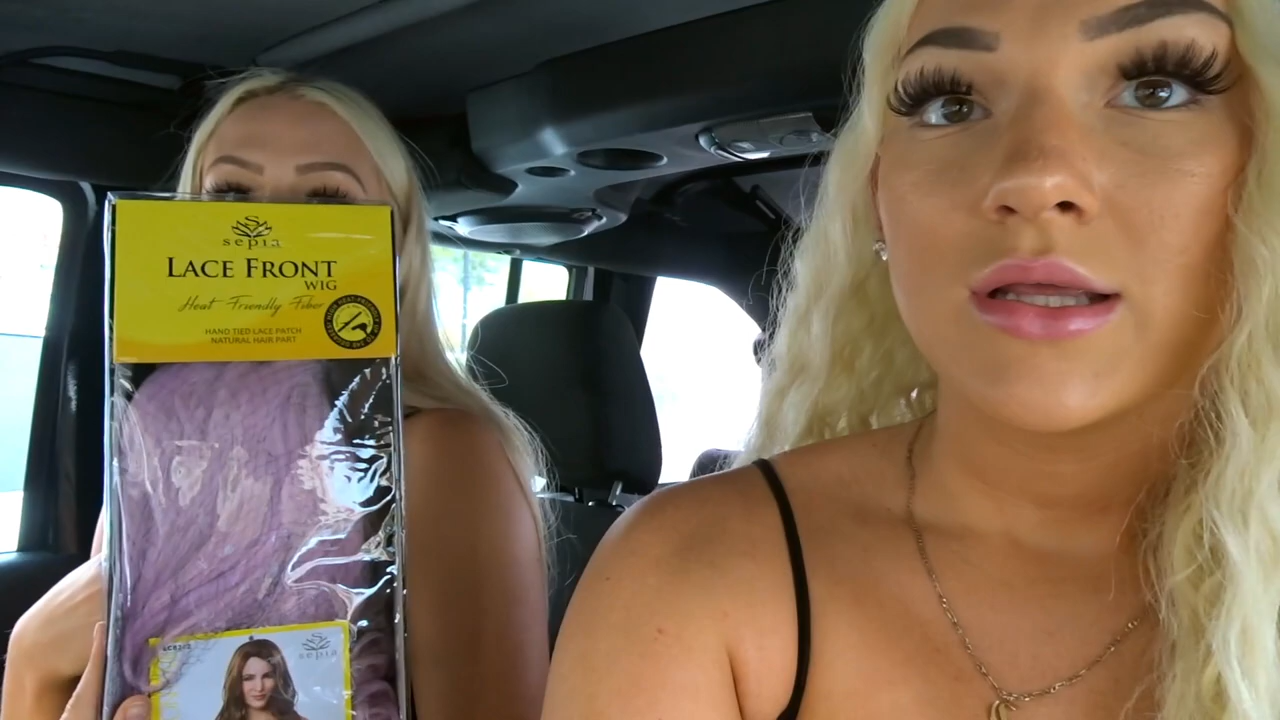 sepia
LACE FRONT
WIG
Heat Friendly Fiber
HAND TIED LACE PATCH
NATURAL HAIR PART
sepia